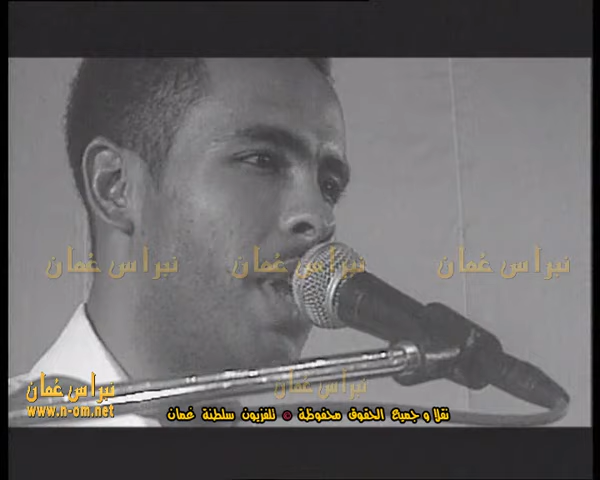 نبراس عُمان نبراس عُمان نبراس عُمان
نبراس عُمان
نبراس عُمان
www.n-om.net
نقلا و جميع الحقوق محفوظة © للفزيون سلطنة عُمان